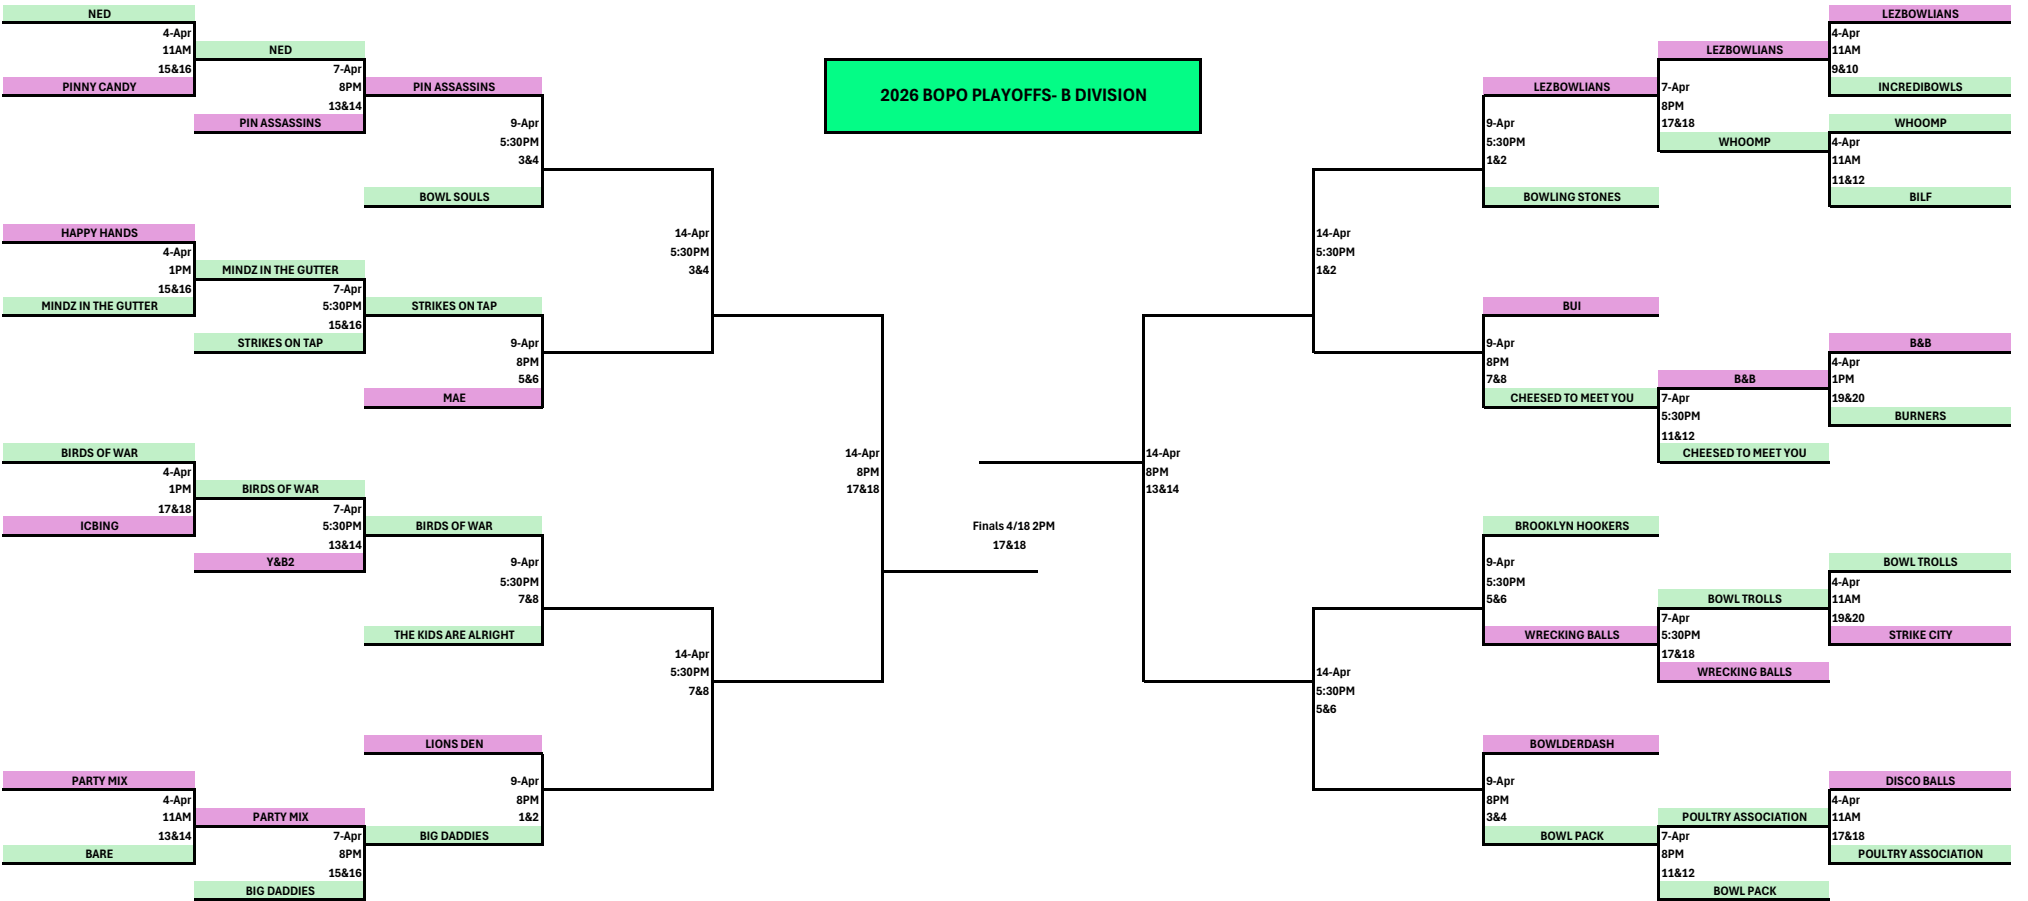 2026 BOPO PLAYOFFS- B DIVISION
NED
4-Apr
11AM
15&16
PINNY CANDY
NED
7-Apr
8PM
13&14
PIN ASSASSINS
PIN ASSASSINS
9-Apr
5:30PM
3&4
BOWL SOULS
HAPPY HANDS
4-Apr
1PM
15&16
MINDZ IN THE GUTTER
MINDZ IN THE GUTTER
7-Apr
5:30PM
15&16
STRIKES ON TAP
STRIKES ON TAP
9-Apr
8PM
5&6
MAE
14-Apr
5:30PM
3&4
BIRDS OF WAR
4-Apr
1PM
17&18
ICBING
BIRDS OF WAR
7-Apr
5:30PM
13&14
Y&B2
BIRDS OF WAR
9-Apr
5:30PM
7&8
THE KIDS ARE ALRIGHT
PARTY MIX
4-Apr
11AM
13&14
BARE
PARTY MIX
7-Apr
8PM
15&16
BIG DADDIES
LIONS DEN
9-Apr
8PM
1&2
BIG DADDIES
14-Apr
5:30PM
7&8
14-Apr
8PM
17&18
Finals 4/18 2PM
17&18
14-Apr
8PM
13&14
14-Apr
5:30PM
1&2
LEZBOWLIANS
9-Apr
5:30PM
1&2
BOWLING STONES
LEZBOWLIANS
7-Apr
8PM
17&18
WHOOMP
LEZBOWLIANS
4-Apr
11AM
9&10
INCREDIBOWLS
WHOOMP
4-Apr
11AM
11&12
BILF
BUI
9-Apr
8PM
7&8
CHEESED TO MEET YOU
B&B
7-Apr
5:30PM
11&12
CHEESED TO MEET YOU
B&B
4-Apr
1PM
19&20
BURNERS
14-Apr
5:30PM
5&6
BROOKLYN HOOKERS
9-Apr
5:30PM
5&6
WRECKING BALLS
BOWL TROLLS
7-Apr
5:30PM
17&18
WRECKING BALLS
BOWL TROLLS
4-Apr
11AM
19&20
STRIKE CITY
BOWLDERDASH
9-Apr
8PM
3&4
BOWL PACK
POULTRY ASSOCIATION
7-Apr
8PM
11&12
BOWL PACK
DISCO BALLS
4-Apr
11AM
17&18
POULTRY ASSOCIATION